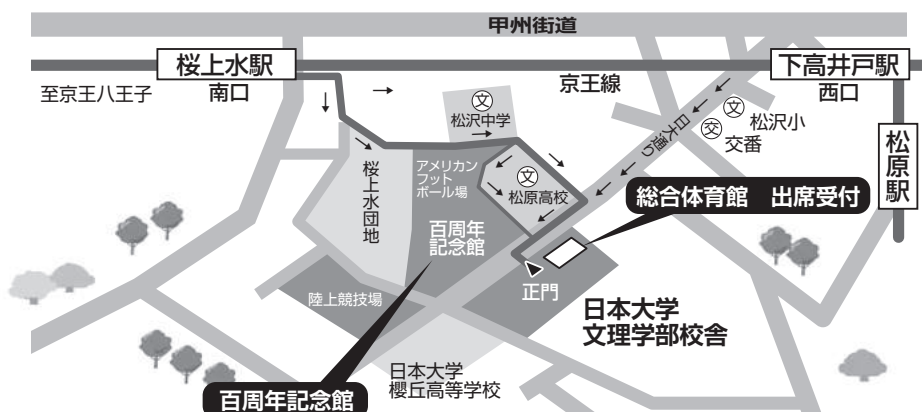 甲州街道
桜上水駅
下高井戸駅
至京王八王子
南口
京王線
西口
文
松沢中学
日大通り
文
松沢小
交
交番
松原駅
桜上水団地
アメリカン
フット
ボール場
文
松原高校
総合体育館 出席受付
百周年
記念館
正門
陸上競技場
日本大学
文理学部校舎
日本大学
櫻丘高等学校
百周年記念館